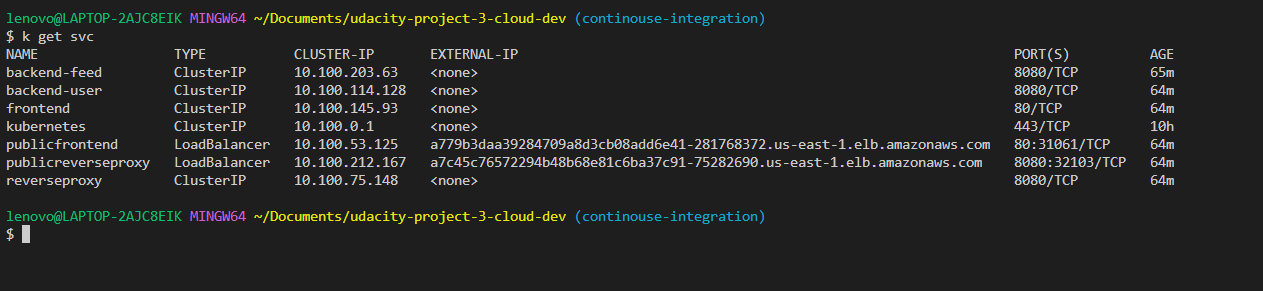 lenovo@LAPTOP-2AJC8EIK MINGW64 ~/Documents/udacity-project-3-cloud-dev (continouse-integration)
$ k get svc
NAME TYPE CLUSTER-IP EXTERNAL-IP PORT(S) AGE
backend-feed ClusterIP 10.100.203.63 <none> 8080/TCP 65m
backend-user ClusterIP 10.100.114.128 <none> 8080/TCP 64m
frontend ClusterIP 10.100.145.93 <none> 80/TCP 64m
kubernetes ClusterIP 10.100.0.1 <none> 443/TCP 10h
publicfrontend LoadBalancer 10.100.53.125 a779b3daa39284709a8d3cb08add6e41-281768372.us-east-1.elb.amazonaws.com 80:31061/TCP 64m
publicreverseproxy LoadBalancer 10.100.212.167 a7c45c76572294b48b68e81c6ba37c91-75282690.us-east-1.elb.amazonaws.com 8080:32103/TCP 64m
reverseproxy ClusterIP 10.100.75.148 <none> 8080/TCP 64m
lenovo@LAPTOP-2AJC8EIK MINGW64 ~/Documents/udacity-project-3-cloud-dev (continouse-integration)
$